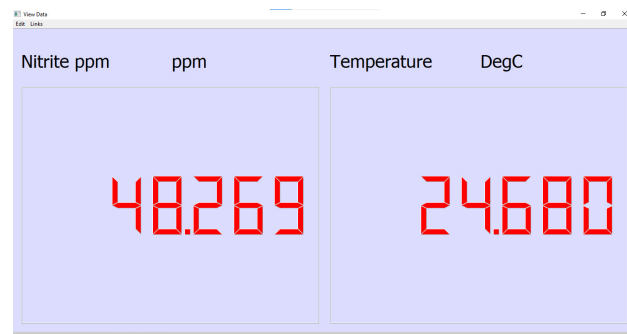 View Data
Edit Links
Nitrite ppm ppm Temperature DegC
48.269 24.680